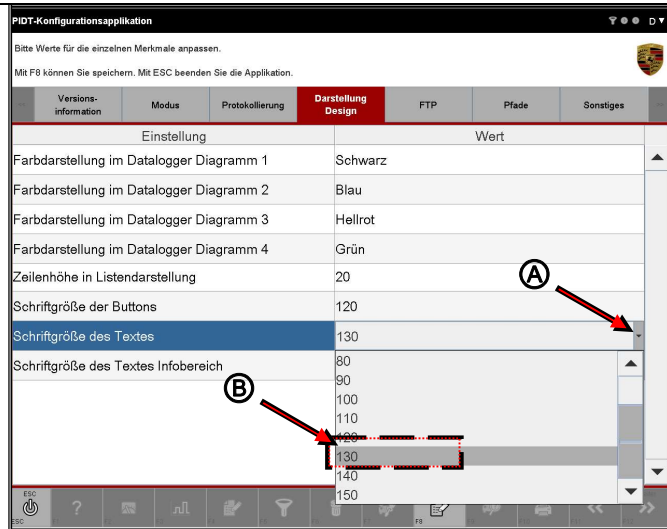 PIDT-Konfigurationsapplikation
D
Bitte Werte für die einzelnen Merkmale anpassen.
Mit F8 können Sie speichern. Mit ESC beenden Sie die Applikation.
Versions-
information
Modus
Protokollierung
Darstellung
Design
FTP
Pfade
Sonstiges
Einstellung
Wert
Farbdarstellung im Datalogger Diagramm 1
Schwarz
Farbdarstellung im Datalogger Diagramm 2
Blau
Farbdarstellung im Datalogger Diagramm 3
Hellrot
Farbdarstellung im Datalogger Diagramm 4
Grün
Zeilenhöhe in Listendarstellung
20
A
Schriftgröße der Buttons
120
Schriftgröße des Textes
130
Schriftgröße des Textes Infobereich
80
90
B
100
110
120
130
140
150
ESC
ESC
?
F8
<<
>>